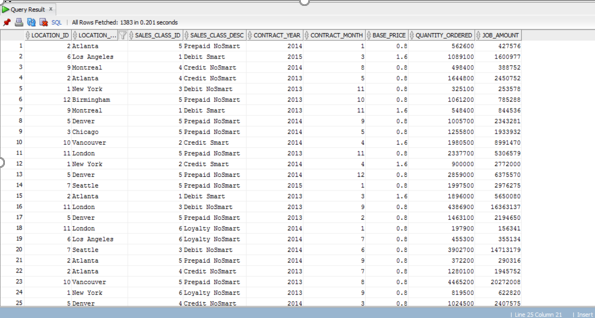 Query Result ×
SQL | All Rows Fetched: 1383 in 0.201 seconds
LOCATION_ID LOCATION_... SALES_CLASS_ID SALES_CLASS_DESC CONTRACT_YEAR CONTRACT_MONTH BASE_PRICE QUANTITY_ORDERED JOB_AMOUNT
1 2 Atlanta 5 Prepaid NoSmart 2014 1 0.8 562600 427576
2 6 Los Angeles 1 Debit Smart 2015 3 1.6 1089100 1600977
3 9 Montreal 4 Credit NoSmart 2014 8 0.8 498400 388752
4 2 Atlanta 4 Credit NoSmart 2013 5 0.8 1644800 2450752
5 1 New York 3 Debit NoSmart 2013 11 0.8 325100 253578
6 12 Birmingham 5 Prepaid NoSmart 2013 10 0.8 1061200 785288
7 9 Montreal 1 Debit Smart 2013 11 1.6 548400 844536
8 5 Denver 5 Prepaid NoSmart 2014 9 0.8 1005700 2343281
9 3 Chicago 5 Prepaid NoSmart 2014 5 0.8 1255800 1933932
10 10 Vancouver 2 Credit Smart 2014 4 1.6 1980500 8991470
11 11 London 5 Prepaid NoSmart 2013 11 0.8 2337700 5306579
12 1 New York 2 Credit Smart 2014 4 1.6 900000 2772000
13 5 Denver 5 Prepaid NoSmart 2014 12 0.8 2859000 6375570
14 7 Seattle 5 Prepaid NoSmart 2015 1 0.8 1997500 2976275
15 2 Atlanta 1 Debit Smart 2013 3 1.6 1896000 5650080
16 11 London 3 Debit NoSmart 2013 9 0.8 4386900 16363137
17 5 Denver 5 Prepaid NoSmart 2013 2 0.8 1463100 2194650
18 11 London 6 Loyalty NoSmart 2014 1 0.8 197900 156341
19 6 Los Angeles 6 Loyalty NoSmart 2014 7 0.8 455300 355134
20 7 Seattle 3 Debit NoSmart 2014 6 0.8 3902700 14713179
21 2 Atlanta 5 Prepaid NoSmart 2014 9 0.8 372200 290316
22 2 Atlanta 4 Credit NoSmart 2013 7 0.8 1280100 1945752
23 10 Vancouver 5 Prepaid NoSmart 2013 8 0.8 4465200 20272008
24 1 New York 6 Loyalty NoSmart 2013 9 0.8 819500 622820
25 5 Denver 4 Credit NoSmart 2014 3 0.8 1024500 2407575
| Line 25 Column 21 | Insert